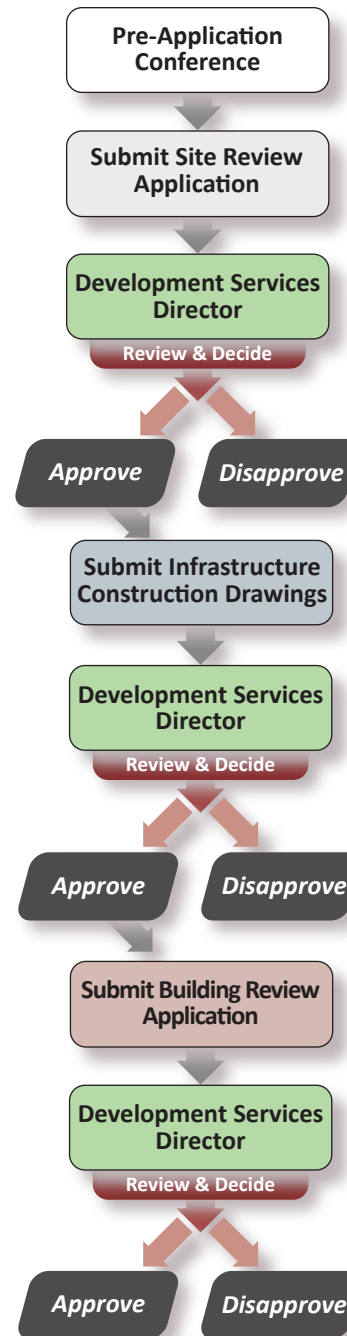 Pre-Application
Conference
Submit Site Review
Application
Development Services
Director
Review & Decide
Approve
Disapprove
Submit Infrastructure
Construction Drawings
Development Services
Director
Review & Decide
Approve
Disapprove
Submit Building Review
Application
Development Services
Director
Review & Decide
Approve
Disapprove